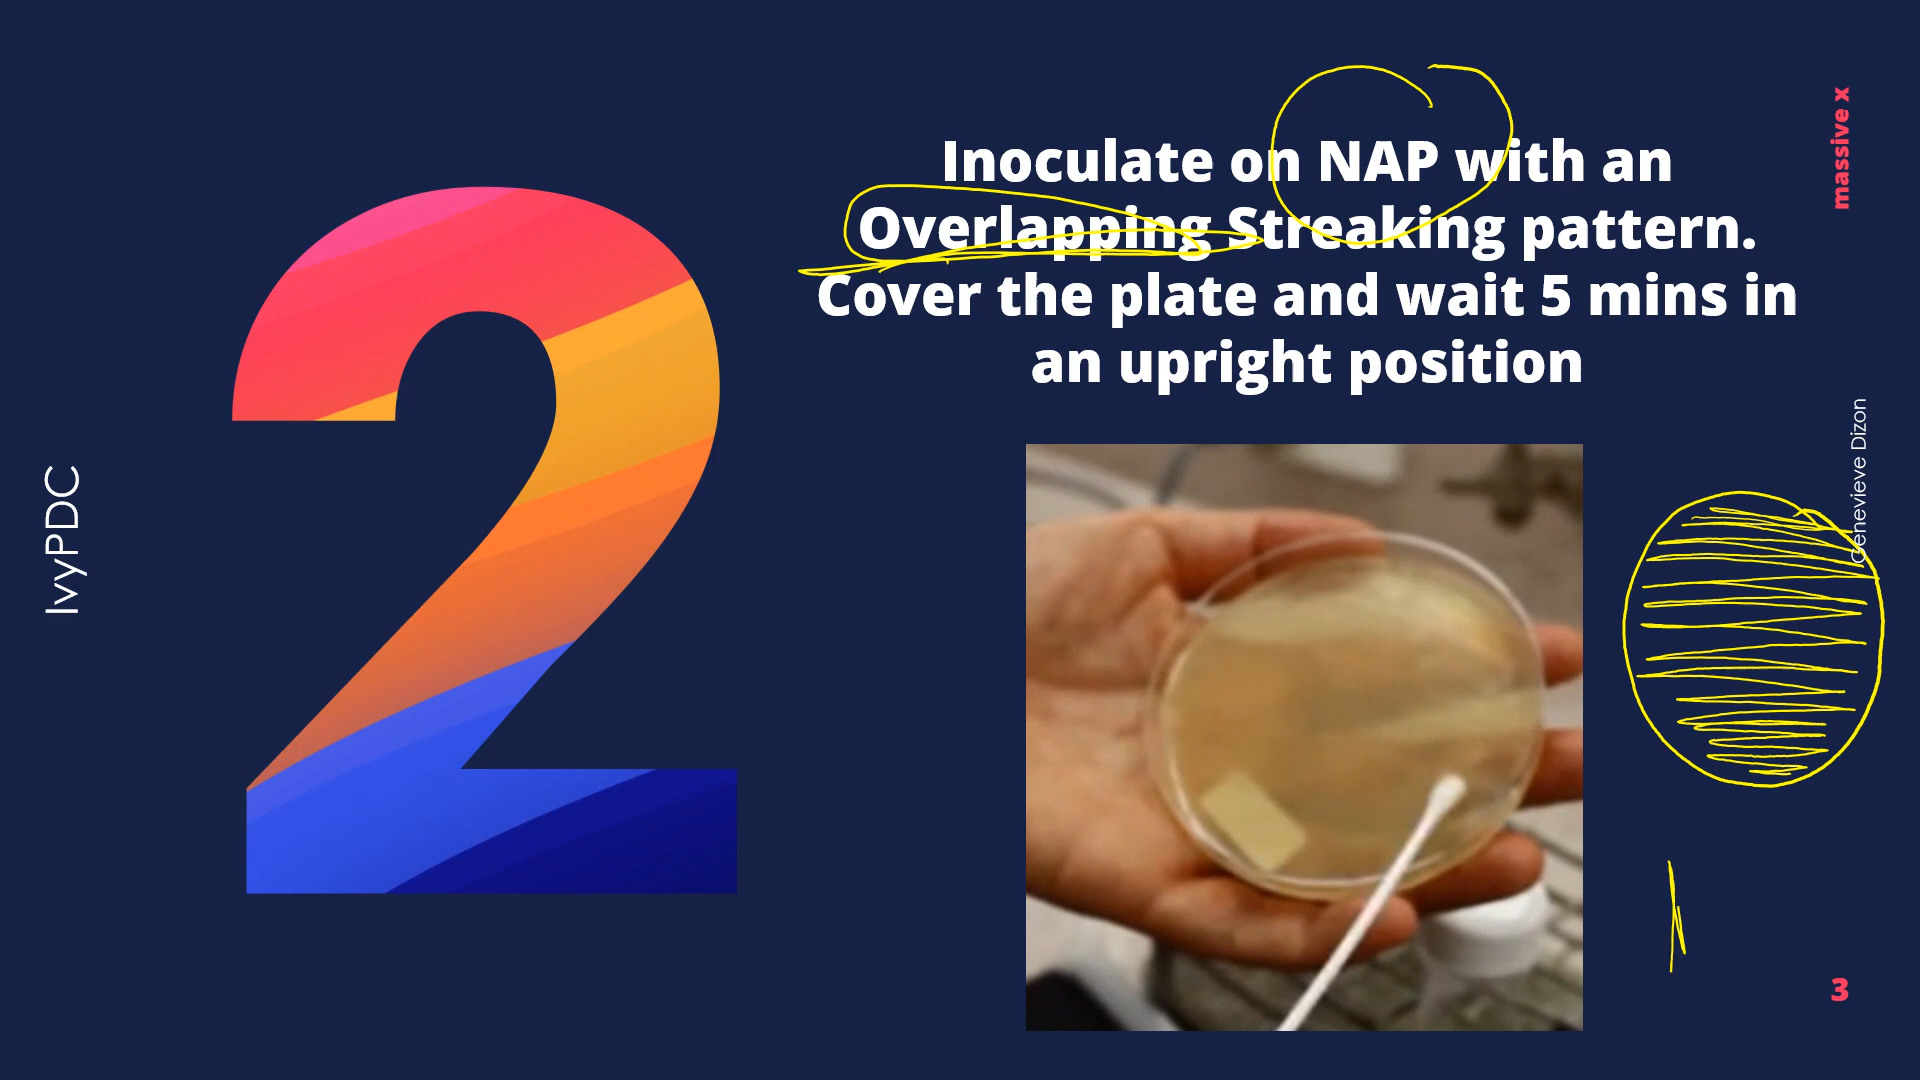 Inoculate on NAP with an
Overlapping Streaking pattern.
Cover the plate and wait 5 mins in
an upright position
2
IvyPDC
massive x
Genevieve Dizon
3